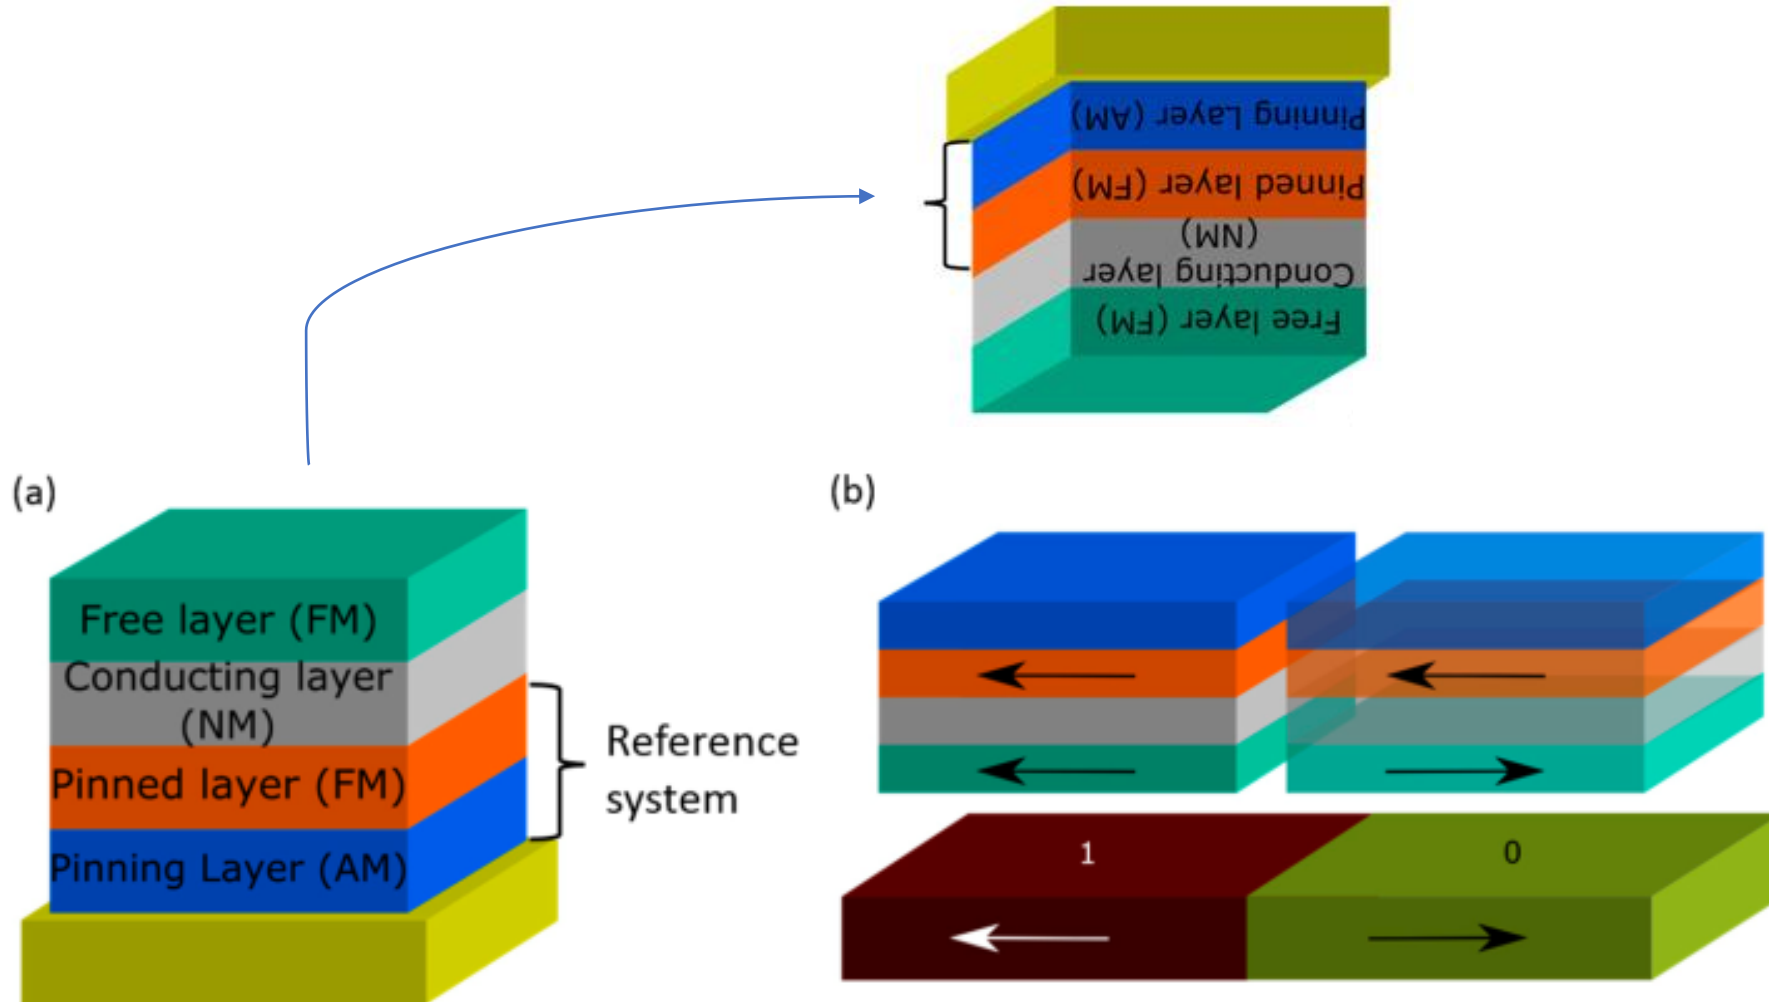 Pinning Layer (AM)
Pinned layer (FM)
Conducting layer
(NM)
Free layer (FM)
(a)
Free layer (FM)
Conducting layer
(NM)
Pinned layer (FM)
Pinning Layer (AM)
Reference
system
(b)
1
0